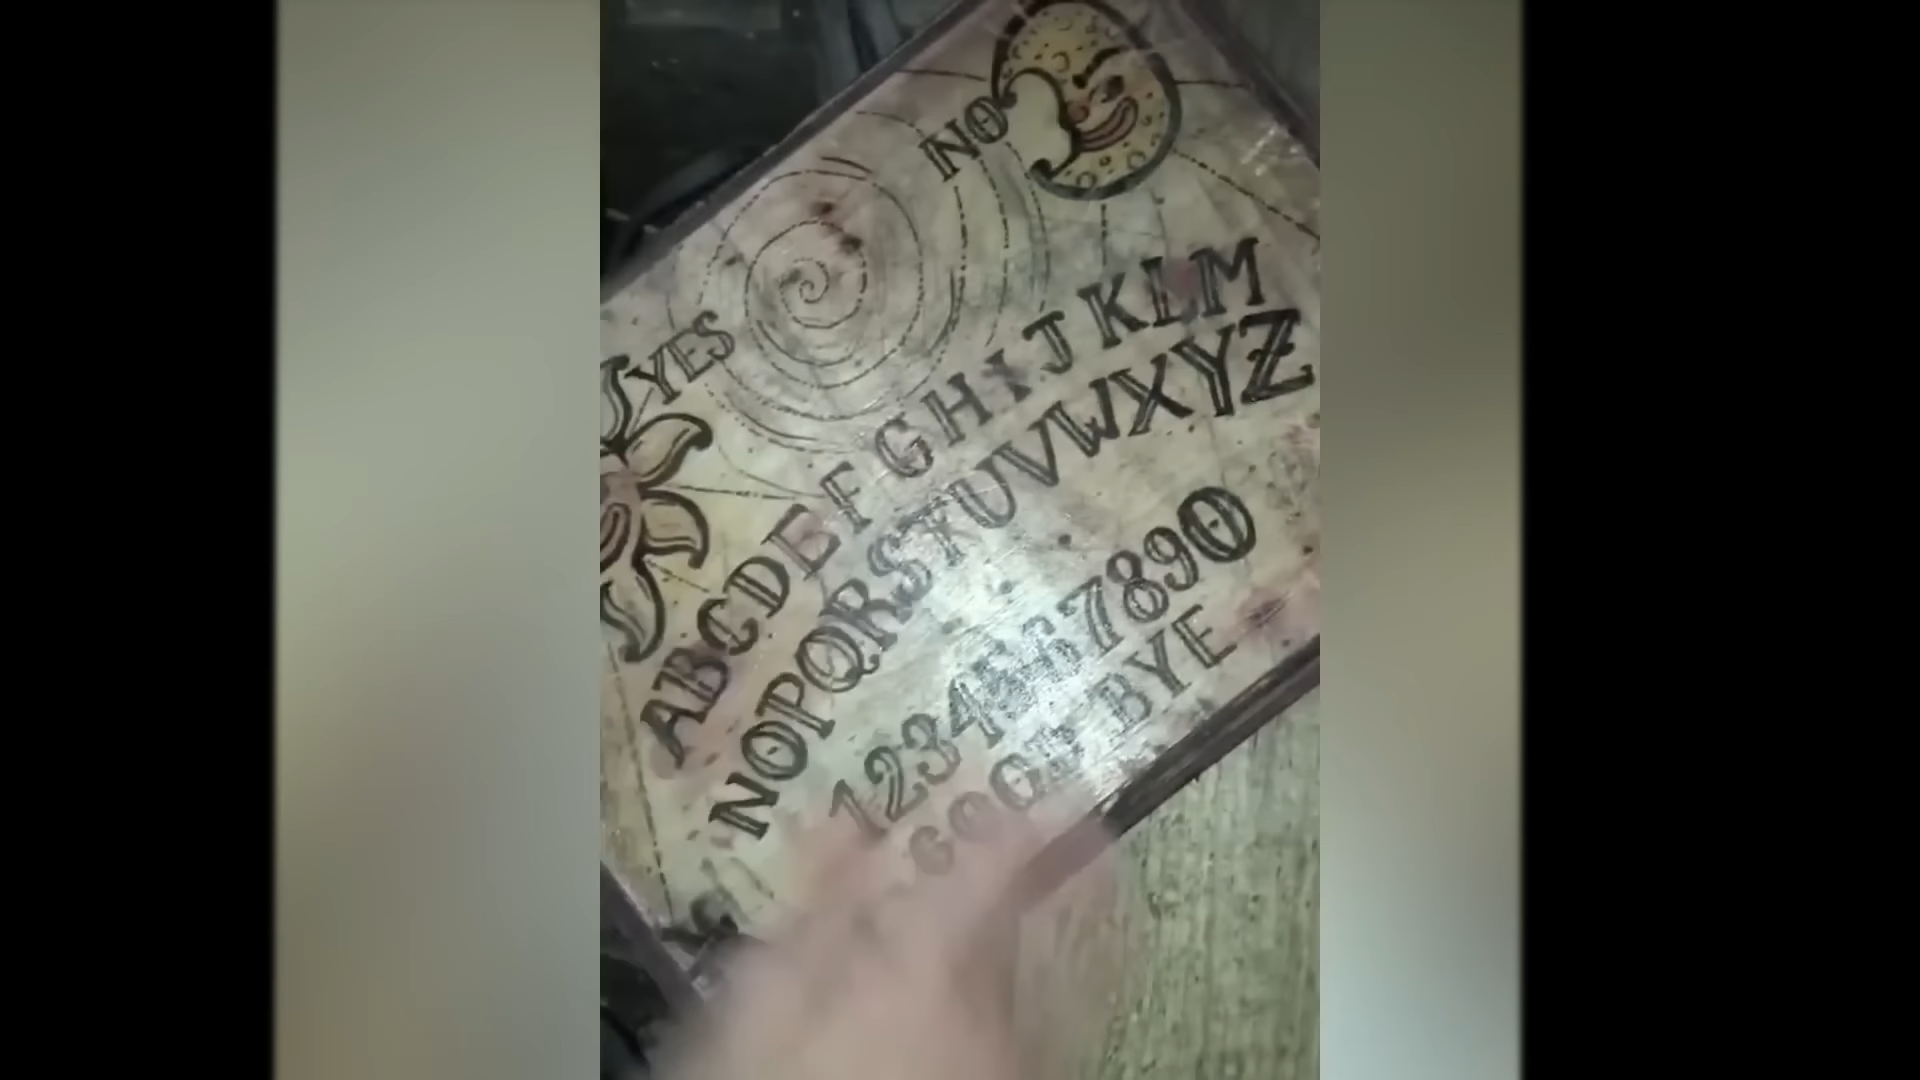 YES
NO
ABCDEFGHIJKLM
NOPQRSTUVWXYZ
1234567890
GOOD BYE